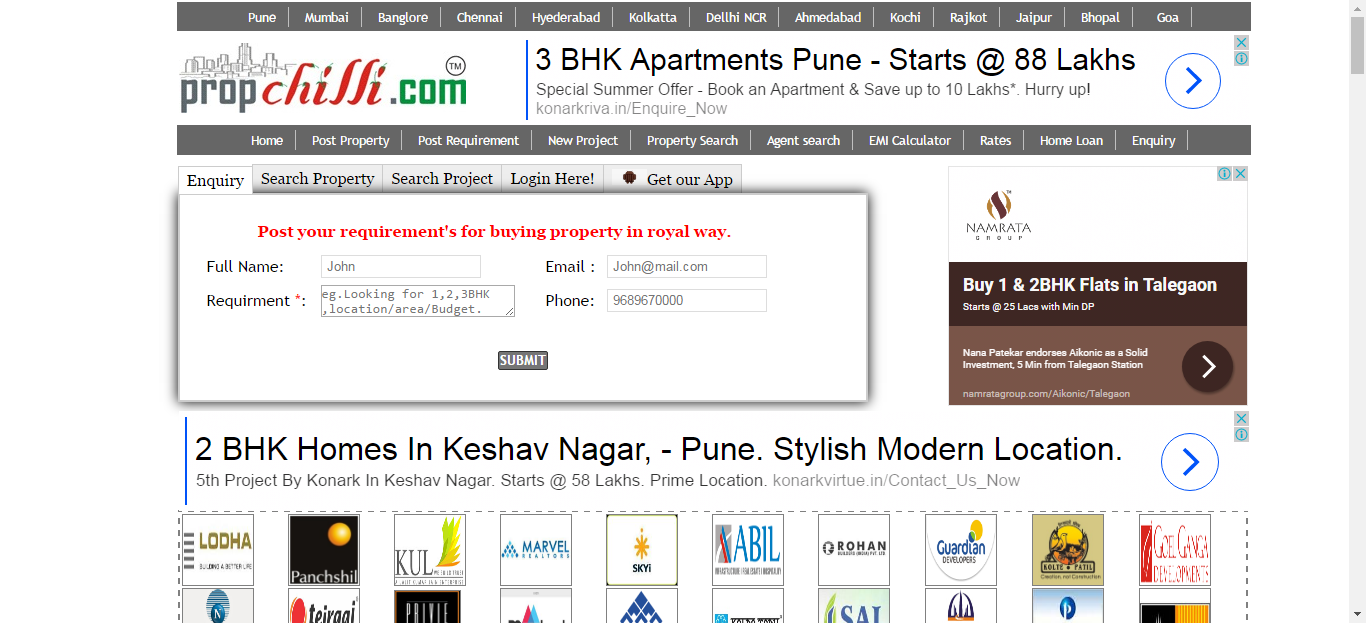 Pune Mumbai Banglore Chennai Hyederabad Kolkatta Dellhi NCR Ahmedabad Kochi Rajkot Jaipur Bhopal Goa
propchilli.com TM
3 BHK Apartments Pune - Starts @ 88 Lakhs
Special Summer Offer - Book an Apartment & Save up to 10 Lakhs*. Hurry up!
konarkriva.in/Enquire_Now
Home Post Property Post Requirement New Project Property Search Agent search EMI Calculator Rates Home Loan Enquiry
Enquiry Search Property Search Project Login Here! Get our App
Post your requirement's for buying property in royal way.
Full Name: John Email : John@mail.com
Requirment *: eg.Looking for 1,2,3BHK Phone: 9689670000
,location/area/Budget.
SUBMIT
NAMRATA
GROUP
Buy 1 & 2BHK Flats in Talegaon
Starts @ 25 Lacs with Min DP
Nana Patekar endorses Aikonic as a Solid
Investment, 5 Min from Talegaon Station
namratagroup.com/Aikonic/Talegaon
2 BHK Homes In Keshav Nagar, - Pune. Stylish Modern Location.
5th Project By Konark In Keshav Nagar. Starts @ 58 Lakhs. Prime Location. konarkvirtue.in/Contact_Us_Now
LODHA
BUILDING A BETTER LIFE
Panchshil
KUL
MARVEL
REALTORS
SKYi
ABIL
ROHAN
Guardian
DEVELOPERS
KOLTE PATIL
Creation, not Construction
GOEL GANGA
DEVELOPMENTS
N
PRIVIE